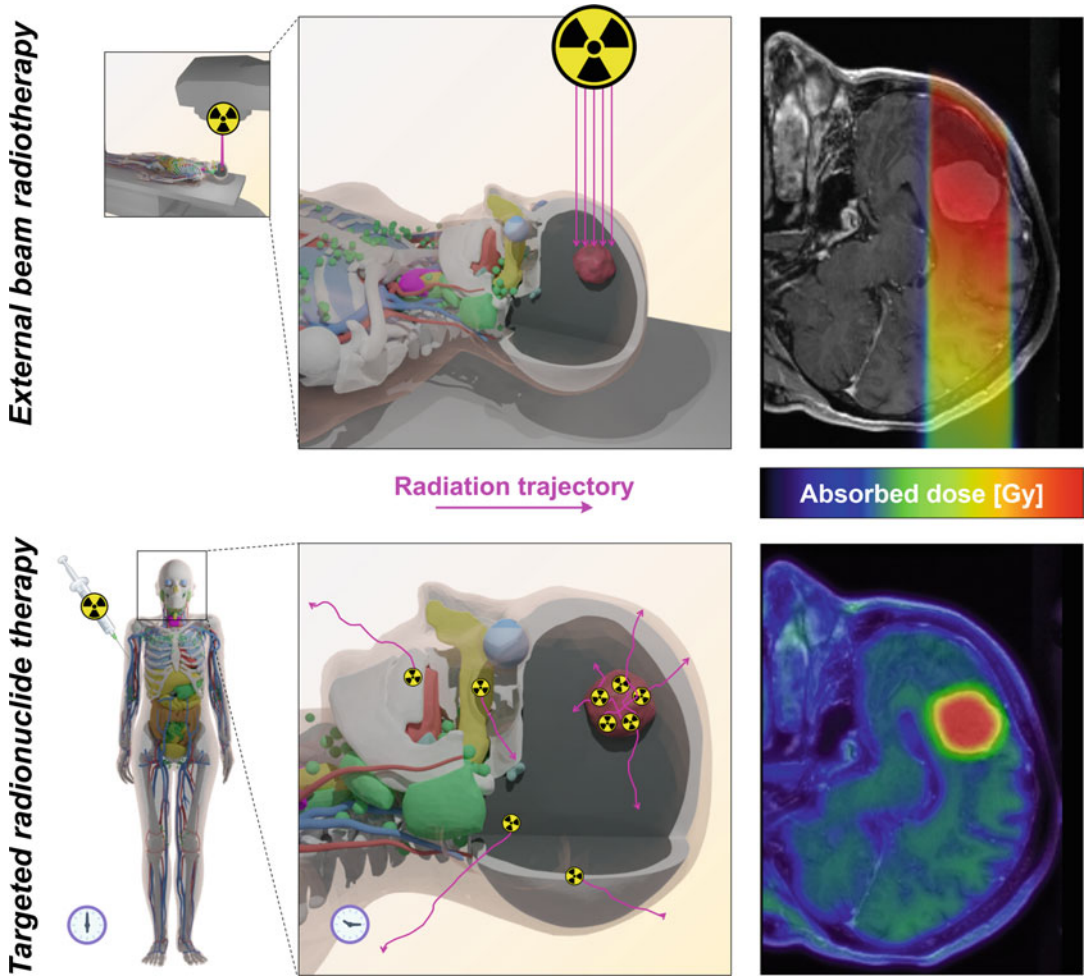 External beam radiotherapy
Radiation trajectory
Absorbed dose [Gy]
Targeted radionuclide therapy